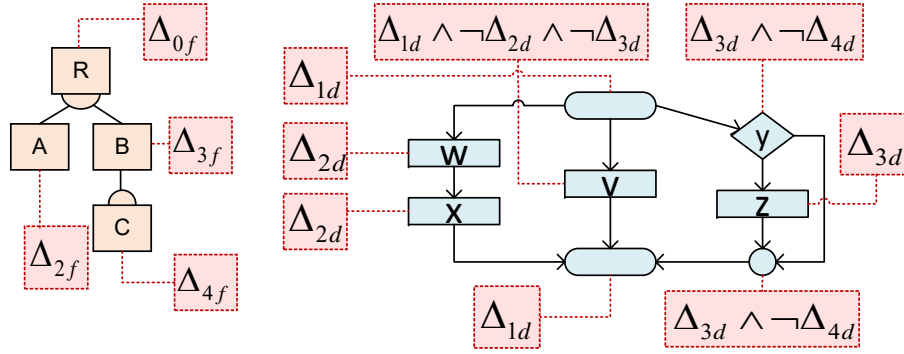 Δ0f
R
A
B
Δ3f
C
Δ2f
Δ4f
Δ1d ∧ ¬Δ2d ∧ ¬Δ3d
Δ3d ∧ ¬Δ4d
Δ1d
y
Δ2d
w
v
Δ3d
Δ2d
x
z
Δ1d
Δ3d ∧ ¬Δ4d